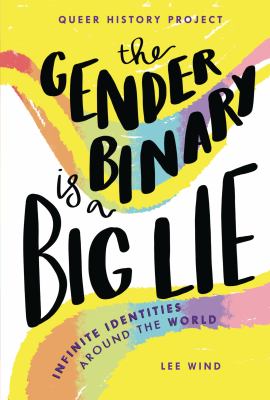 QUEER HISTORY PROJECT
the
GENDER
BINARY
is a
BIG LIE
INFINITE IDENTITIES
AROUND THE WORLD
LEE WIND